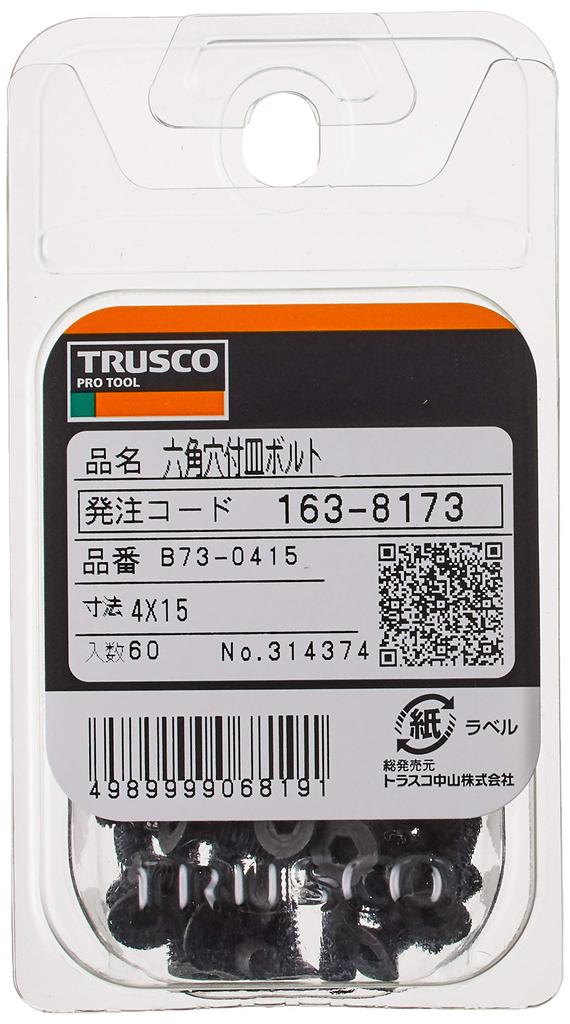 TRUSCO
PRO TOOL
品名 六角穴付皿ボルト
発注コード 163-8173
品番 B73-0415
寸法 4X15
入数 60 No.314374
紙 ラベル
総発売元
トラスコ中山株式会社
4989999068191
TRUSCO